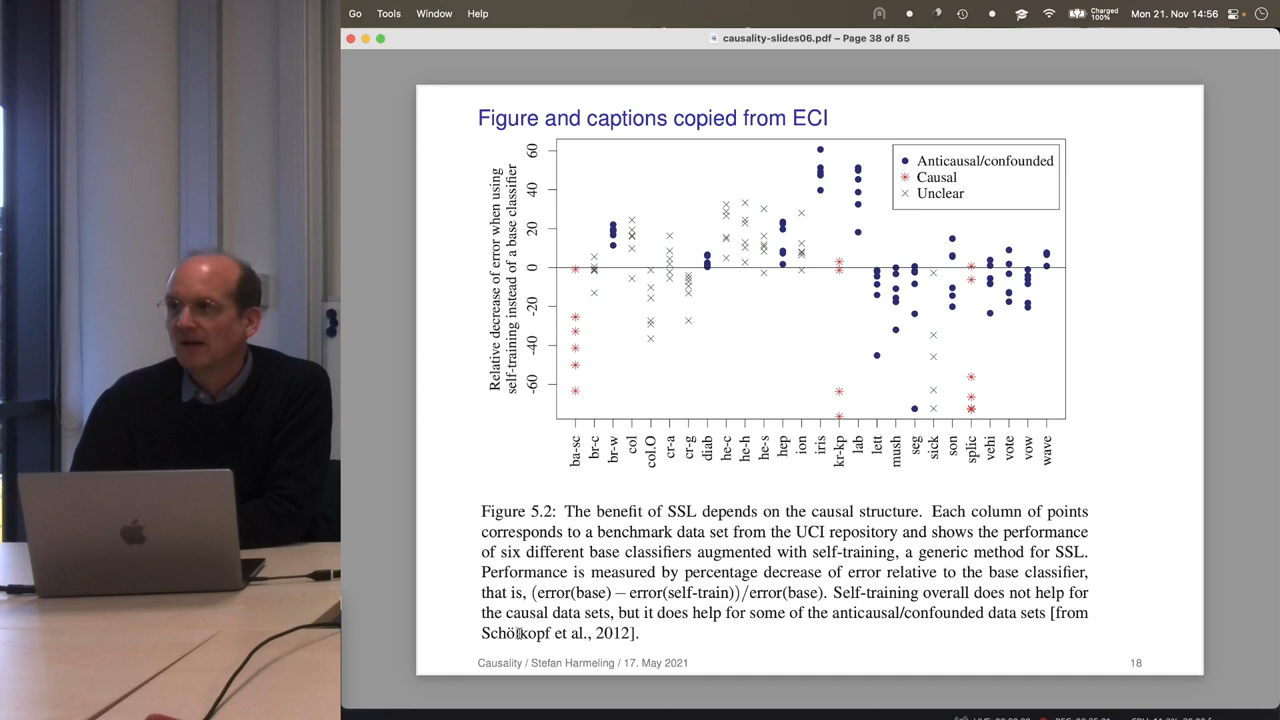 Go Tools Window Help
Charged 100%
Mon 21. Nov 14:56
causality-slides06.pdf – Page 38 of 85
Figure and captions copied from ECI
Relative decrease of error when using
self-training instead of a base classifier
60
40
20
0
-20
-40
-60
Anticausal/confounded
Causal
Unclear
ba-sc br-c br-w col col.O cr-a cr-g diab he-c he-h he-s hep ion iris kr-kp lab lett mush seg sick son splic vehi vote vow wave
Figure 5.2: The benefit of SSL depends on the causal structure. Each column of points
corresponds to a benchmark data set from the UCI repository and shows the performance
of six different base classifiers augmented with self-training, a generic method for SSL.
Performance is measured by percentage decrease of error relative to the base classifier,
that is, (error(base) − error(self-train))/error(base). Self-training overall does not help for
the causal data sets, but it does help for some of the anticausal/confounded data sets [from
Schölkopf et al., 2012].
Causality / Stefan Harmeling / 17. May 2021
18